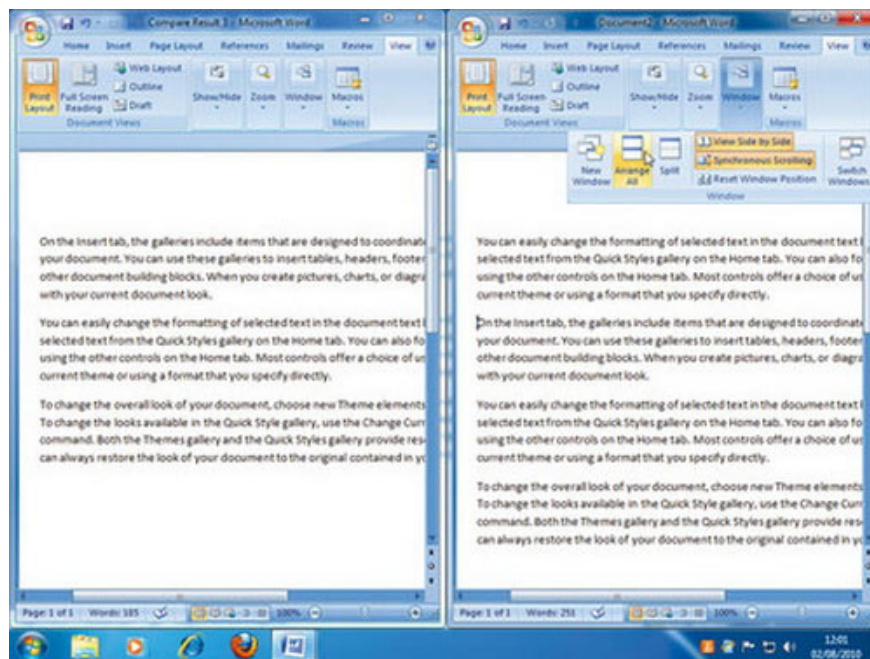 Compare Result 1 - Microsoft Word
Home Insert Page Layout References Mailings Review View
Print Layout
Full Screen Reading
Web Layout
Outline
Draft
Show/Hide
Zoom
Window
Macros
Document Views
Macros
On the Insert tab, the galleries include items that are designed to coordinate
your document. You can use these galleries to insert tables, headers, footer
other document building blocks. When you create pictures, charts, or diagra
with your current document look.
You can easily change the formatting of selected text in the document text
selected text from the Quick Styles gallery on the Home tab. You can also fo
using the other controls on the Home tab. Most controls offer a choice of us
current theme or using a format that you specify directly.
To change the overall look of your document, choose new Theme elements
To change the looks available in the Quick Style gallery, use the Change Curr
command. Both the Themes gallery and the Quick Styles gallery provide res
can always restore the look of your document to the original contained in yo
Page: 1 of 1 Words: 185 100%
Document2 - Microsoft Word
Home Insert Page Layout References Mailings Review View
Print Layout
Full Screen Reading
Web Layout
Outline
Draft
Show/Hide
Zoom
Window
Macros
Document Views
Macros
New Window
Arrange All
Split
View Side by Side
Synchronous Scrolling
Reset Window Position
Switch Windows
Window
You can easily change the formatting of selected text in the document text
selected text from the Quick Styles gallery on the Home tab. You can also fo
using the other controls on the Home tab. Most controls offer a choice of us
current theme or using a format that you specify directly.
On the Insert tab, the galleries include items that are designed to coordinate
your document. You can use these galleries to insert tables, headers, footer
other document building blocks. When you create pictures, charts, or diagra
with your current document look.
You can easily change the formatting of selected text in the document text
selected text from the Quick Styles gallery on the Home tab. You can also fo
using the other controls on the Home tab. Most controls offer a choice of us
current theme or using a format that you specify directly.
To change the overall look of your document, choose new Theme elements
To change the looks available in the Quick Style gallery, use the Change Curr
command. Both the Themes gallery and the Quick Styles gallery provide res
can always restore the look of your document to the original contained in yo
Page: 1 of 1 Words: 251 100%
12:01
02/08/2010